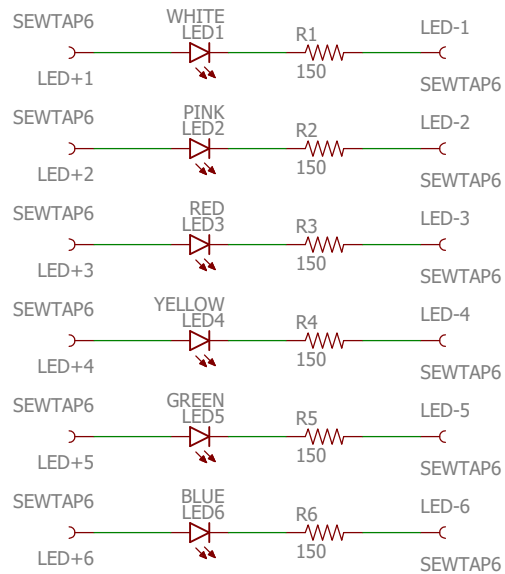 SEWTAP6 WHITE LED-1
LED1 R1
LED+1 150 SEWTAP6
SEWTAP6 PINK LED-2
LED2 R2
LED+2 150 SEWTAP6
SEWTAP6 RED LED-3
LED3 R3
LED+3 150 SEWTAP6
SEWTAP6 YELLOW LED-4
LED4 R4
LED+4 150 SEWTAP6
SEWTAP6 GREEN LED-5
LED5 R5
LED+5 150 SEWTAP6
SEWTAP6 BLUE LED-6
LED6 R6
LED+6 150 SEWTAP6